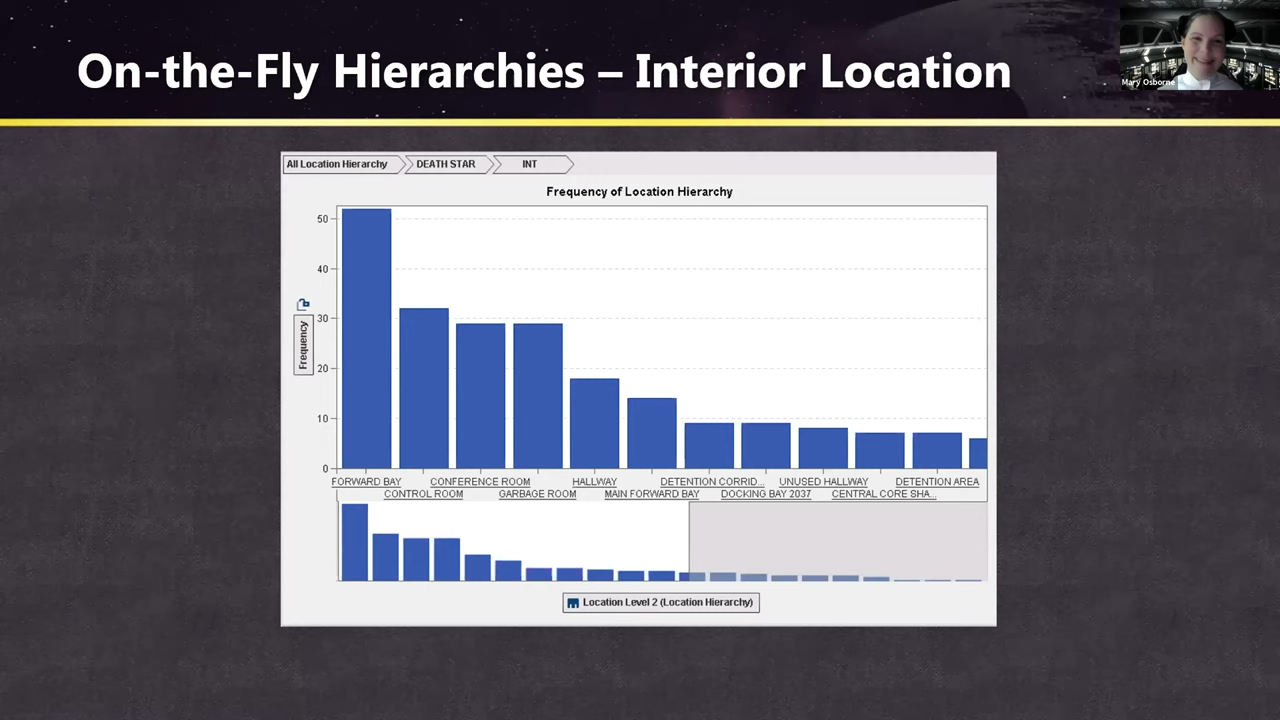 On-the-Fly Hierarchies – Interior Location
Mary Osborne
All Location Hierarchy
DEATH STAR
INT
Frequency of Location Hierarchy
50
40
30
20
10
0
Frequency
FORWARD BAY
CONTROL ROOM
CONFERENCE ROOM
GARBAGE ROOM
HALLWAY
MAIN FORWARD BAY
DETENTION CORRID...
DOCKING BAY 2037
UNUSED HALLWAY
CENTRAL CORE SHA...
DETENTION AREA
Location Level 2 (Location Hierarchy)